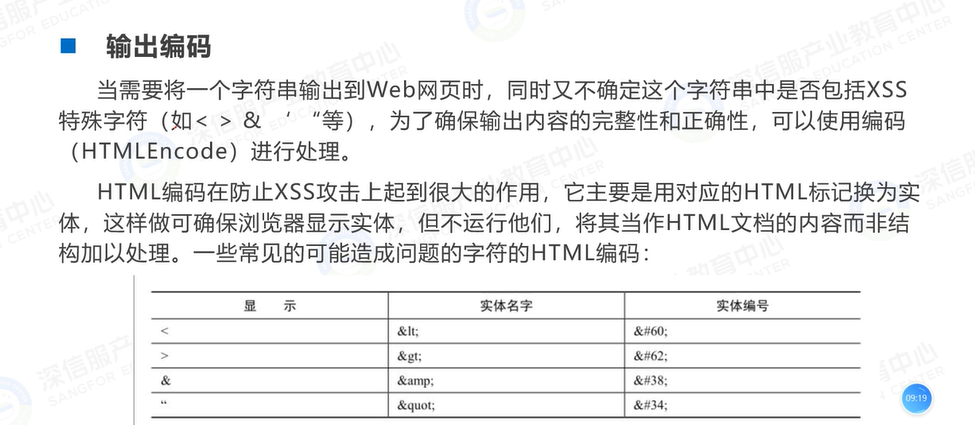 输出编码
当需要将一个字符串输出到Web网页时，同时又不确定这个字符串中是否包括XSS
特殊字符（如< > & ‘ “等），为了确保输出内容的完整性和正确性，可以使用编码
（HTMLEncode）进行处理。
HTML编码在防止XSS攻击上起到很大的作用，它主要是用对应的HTML标记换为实
体，这样做可确保浏览器显示实体，但不运行他们，将其当作HTML文档的内容而非结
构加以处理。一些常见的可能造成问题的字符的HTML编码：
显 示 实体名字 实体编号
< &lt; &#60;
> &gt; &#62;
& &amp; &#38;
“ &quot; &#34;
09:19
深信服产业教育中心
SANGFOR EDUCATION CENTER